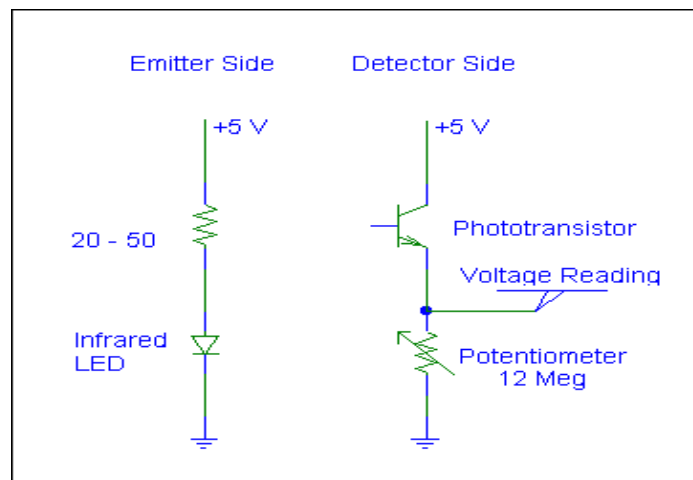 Emitter Side
Detector Side
+5 V
+5 V
20 - 50
Phototransistor
Voltage Reading
Infrared
LED
Potentiometer
12 Meg